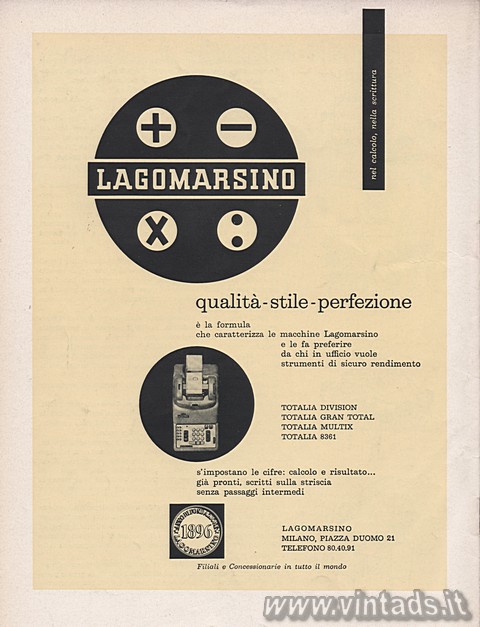 nel calcolo, nella scrittura
LAGOMARSINO
qualità-stile-perfezione
è la formula
che caratterizza le macchine Lagomarsino
e le fa preferire
da chi in ufficio vuole
strumenti di sicuro rendimento
TOTALIA DIVISION
TOTALIA GRAN TOTAL
TOTALIA MULTIX
TOTALIA 8361
s'impostano le cifre: calcolo e risultato...
già pronti, scritti sulla striscia
senza passaggi intermedi
1896
LAGOMARSINO
MILANO, PIAZZA DUOMO 21
TELEFONO 80.40.91
Filiali e Concessionarie in tutto il mondo
www.vintads.it